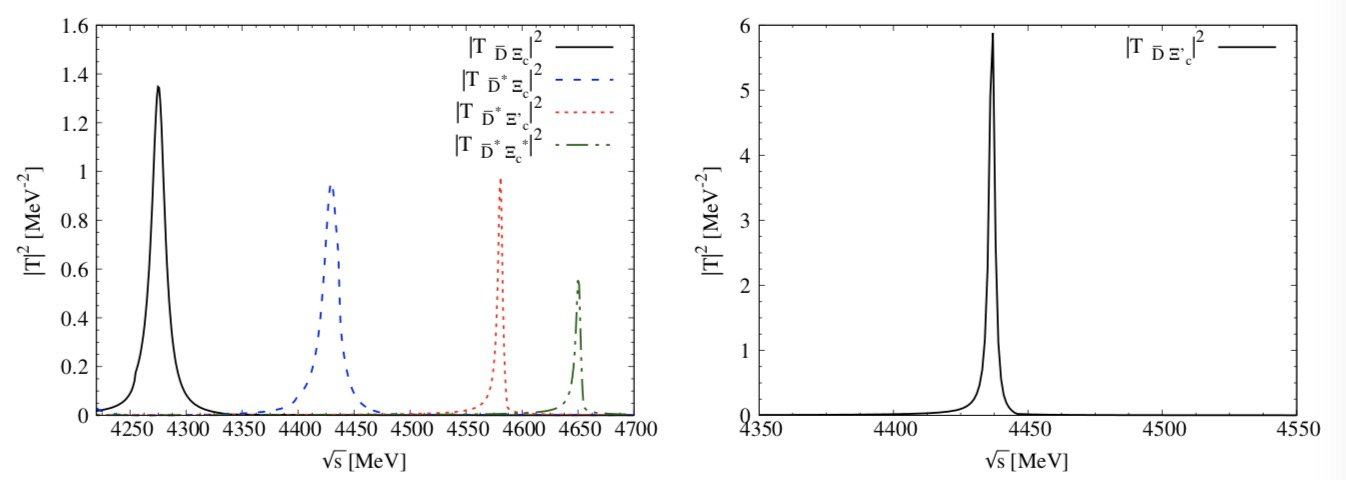 1.6
1.4
1.2
1
0.8
0.6
0.4
0.2
0
|T|² [MeV⁻²]
|T D̄ Ξc|²
|T D̄* Ξc|²
|T D̄* Ξ'c|²
|T D̄* Ξc*|²
4250 4300 4350 4400 4450 4500 4550 4600 4650 4700
√s [MeV]
6
5
4
3
2
1
0
|T|² [MeV⁻²]
|T D̄ Ξ'c|²
4350 4400 4450 4500 4550
√s [MeV]